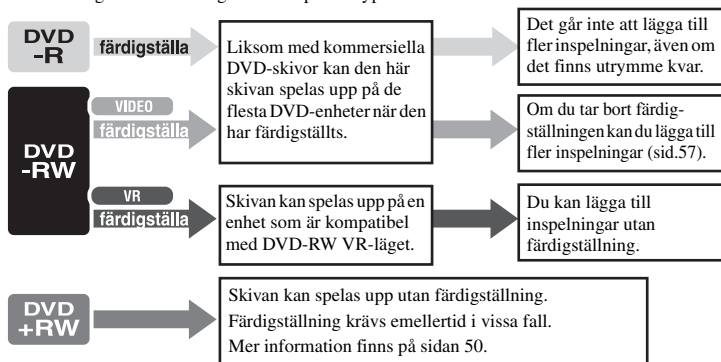 DVD
-R
färdigställa
Liksom med kommersiella
DVD-skivor kan den här
skivan spelas upp på de
flesta DVD-enheter när den
har färdigställts.
Det går inte att lägga till
fler inspelningar, även om
det finns utrymme kvar.
DVD
-RW
VIDEO
färdigställa
Om du tar bort färdig-
ställningen kan du lägga till
fler inspelningar (sid.57)
VR
färdigställa
Skivan kan spelas upp på en
enhet som är kompatibel
med DVD-RW VR-läget.
Du kan lägga till
inspelningar utan
färdigställning.
DVD
+RW
Skivan kan spelas upp utan färdigställning.
Färdigställning krävs emellertid i vissa fall.
Mer information finns på sidan 50.